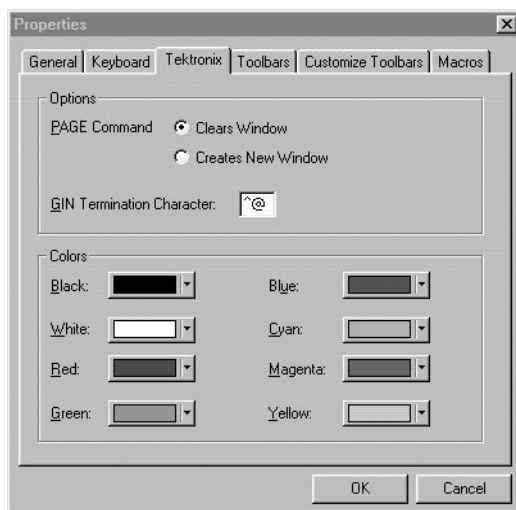 Properties
General Keyboard Tektronix Toolbars Customize Toolbars Macros
Options
PAGE Command Clears Window
Creates New Window
GIN Termination Character: ^@
Colors
Black: Blue:
White: Cyan:
Red: Magenta:
Green: Yellow:
OK Cancel